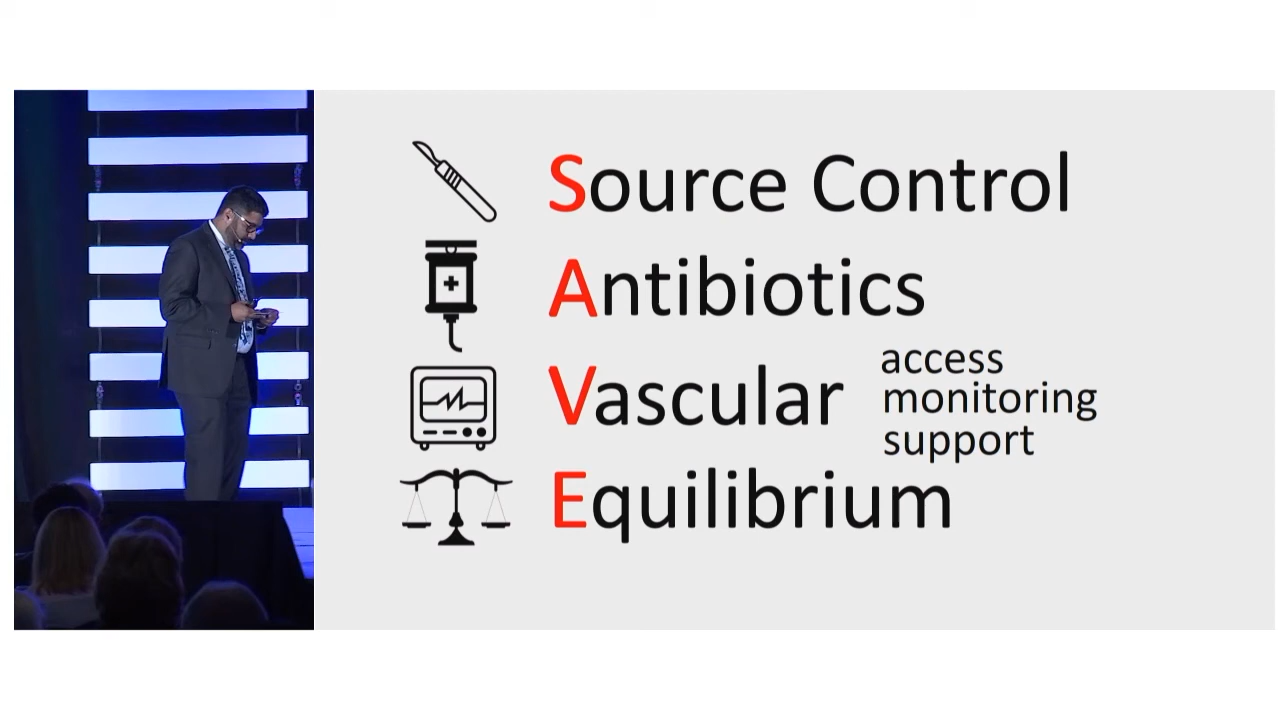 Source Control
Antibiotics
Vascular
access
monitoring
support
Equilibrium